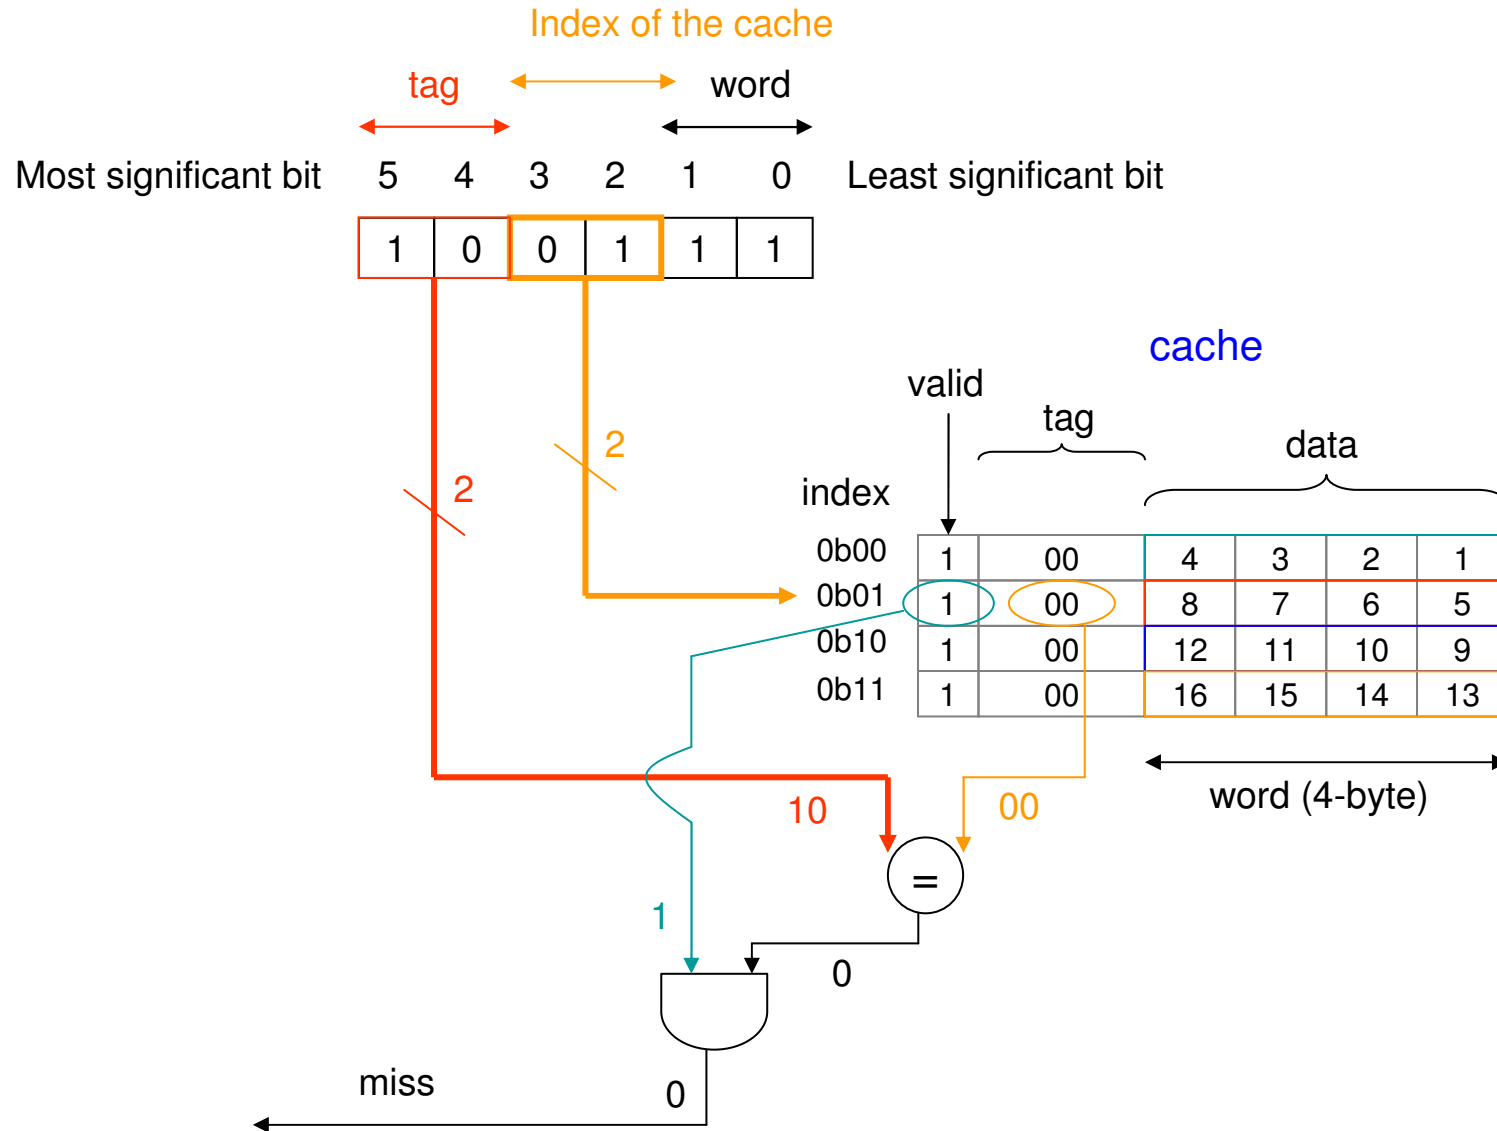 Index of the cache
tag
word
Most significant bit 5 4 3 2 1 0 Least significant bit
1 0 0 1 1 1
cache
valid
tag
data
2
2
index
0b00 1 00 4 3 2 1
0b01 1 00 8 7 6 5
0b10 1 00 12 11 10 9
0b11 1 00 16 15 14 13
word (4-byte)
10 00
=
1
0
miss 0